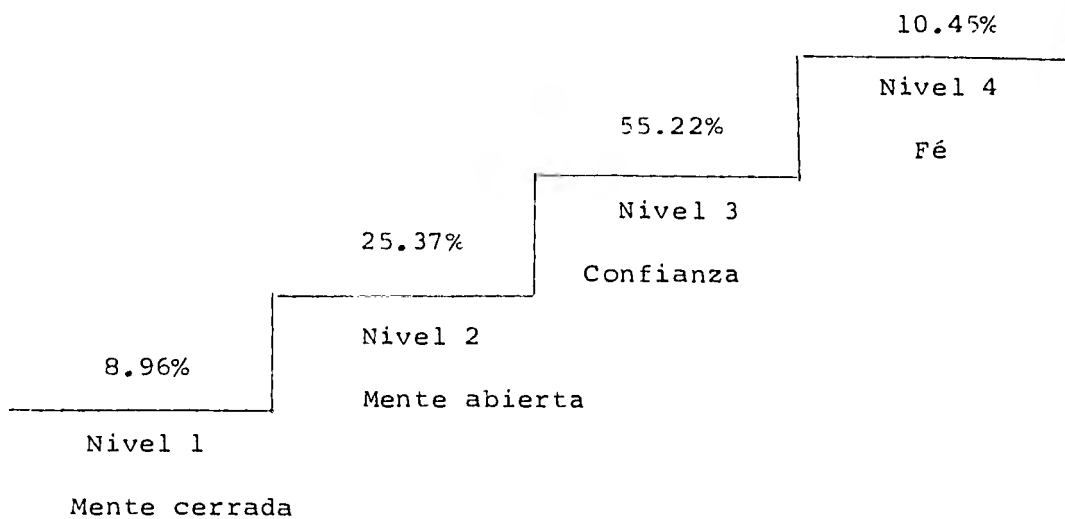 10.45%
Nivel 4
Fé
55.22%
Nivel 3
Confianza
25.37%
Nivel 2
Mente abierta
8.96%
Nivel 1
Mente cerrada